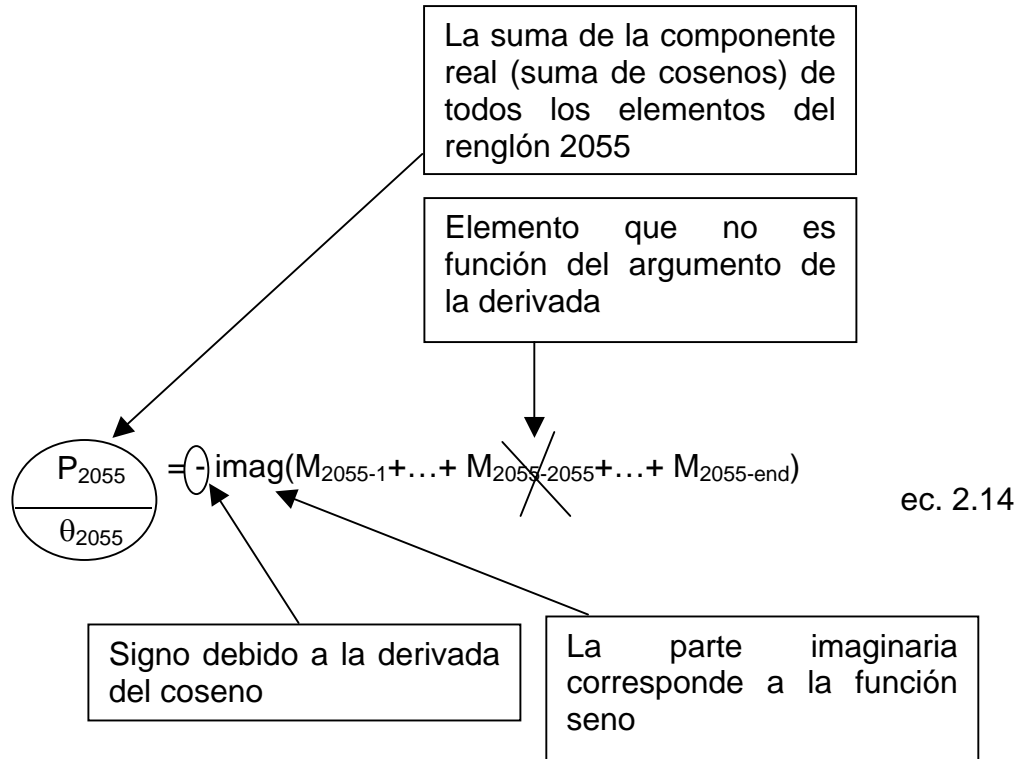 La suma de la componente
real (suma de cosenos) de
todos los elementos del
renglón 2055
Elemento que no es
función del argumento de
la derivada
P2055
θ2055
= - imag(M2055-1+…+ M2055-2055+…+ M2055-end)
ec. 2.14
Signo debido a la derivada
del coseno
La parte imaginaria
corresponde a la función
seno